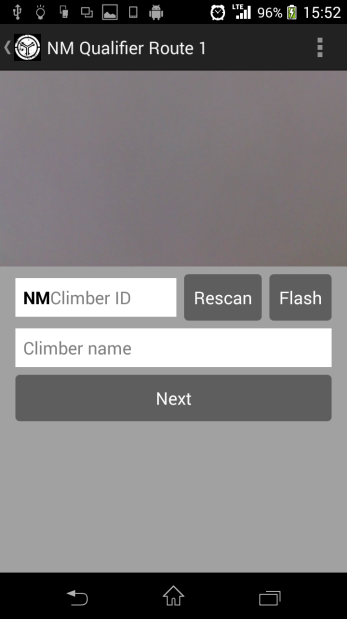 LTE 96% 15:52
NM Qualifier Route 1
NMClimber ID Rescan Flash
Climber name
Next